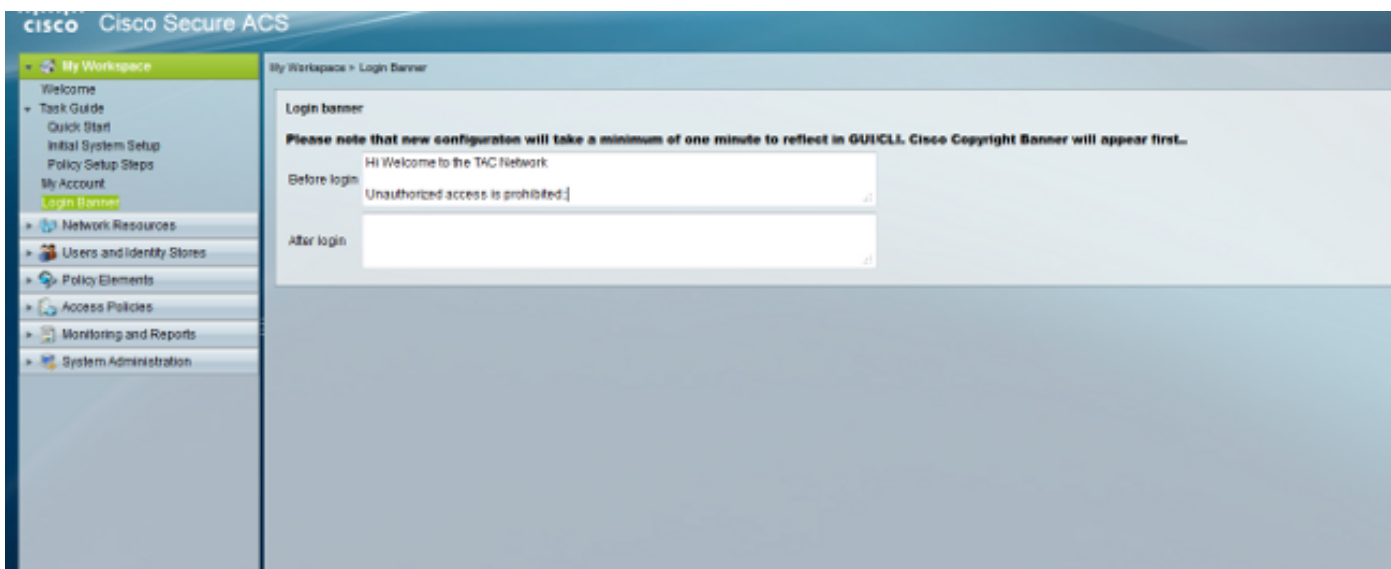 CISCO Cisco Secure ACS
My Workspace
Welcome
Task Guide
Quick Start
Initial System Setup
Policy Setup Steps
My Account
Login Banner
Network Resources
Users and Identity Stores
Policy Elements
Access Policies
Monitoring and Reports
System Administration
My Workspace > Login Banner
Login banner
Please note that new configuraton will take a minimum of one minute to reflect in GUI/CLI. Cisco Copyright Banner will appear first..
Before login
Hi Welcome to the TAC Network
Unauthorized access is prohibited:
After login